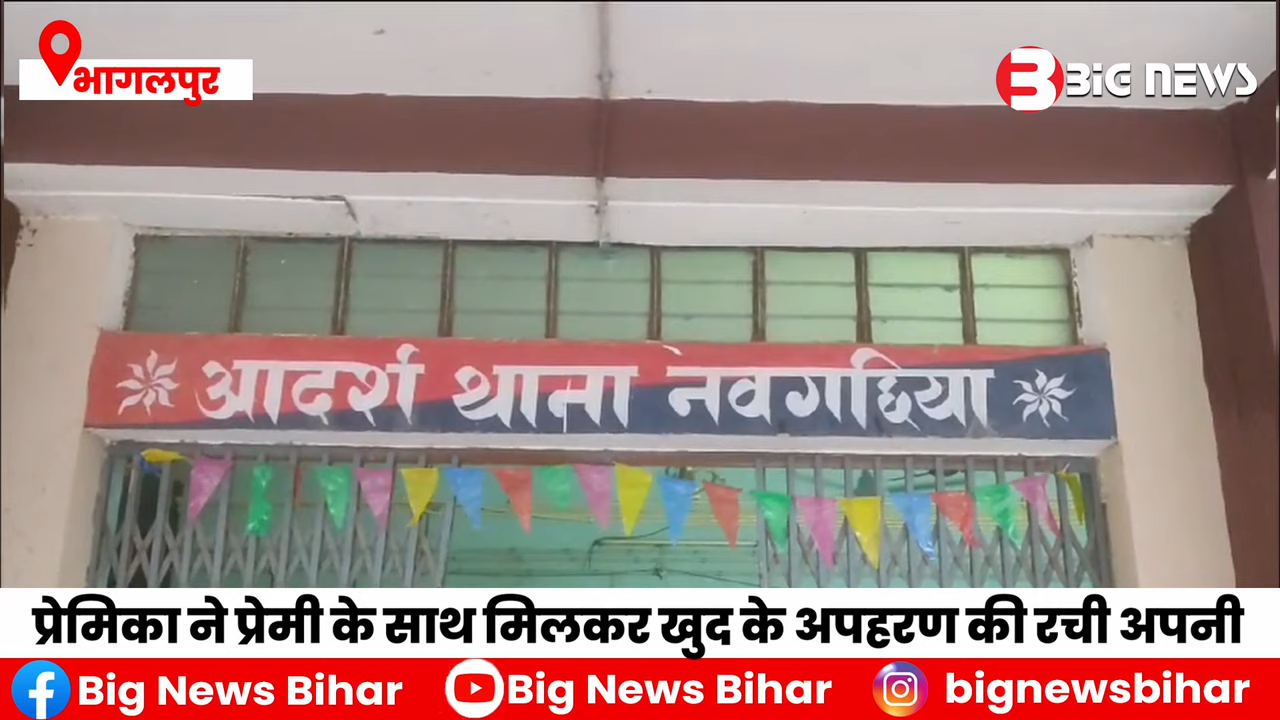 भागलपुर
BiG NEWS
आदर्श थाना नवगछिया
प्रेमिका ने प्रेमी के साथ मिलकर खुद के अपहरण की रची अपनी
Big News Bihar
Big News Bihar
bignewsbihar